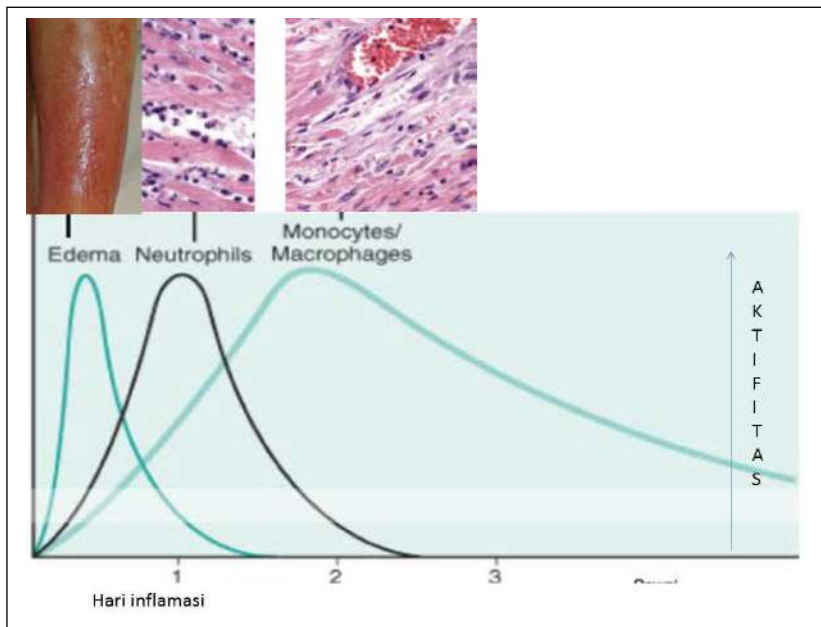 Edema
Neutrophils
Monocytes/
Macrophages
A
K
T
I
F
I
T
A
S
1
2
3
Hari inflamasi